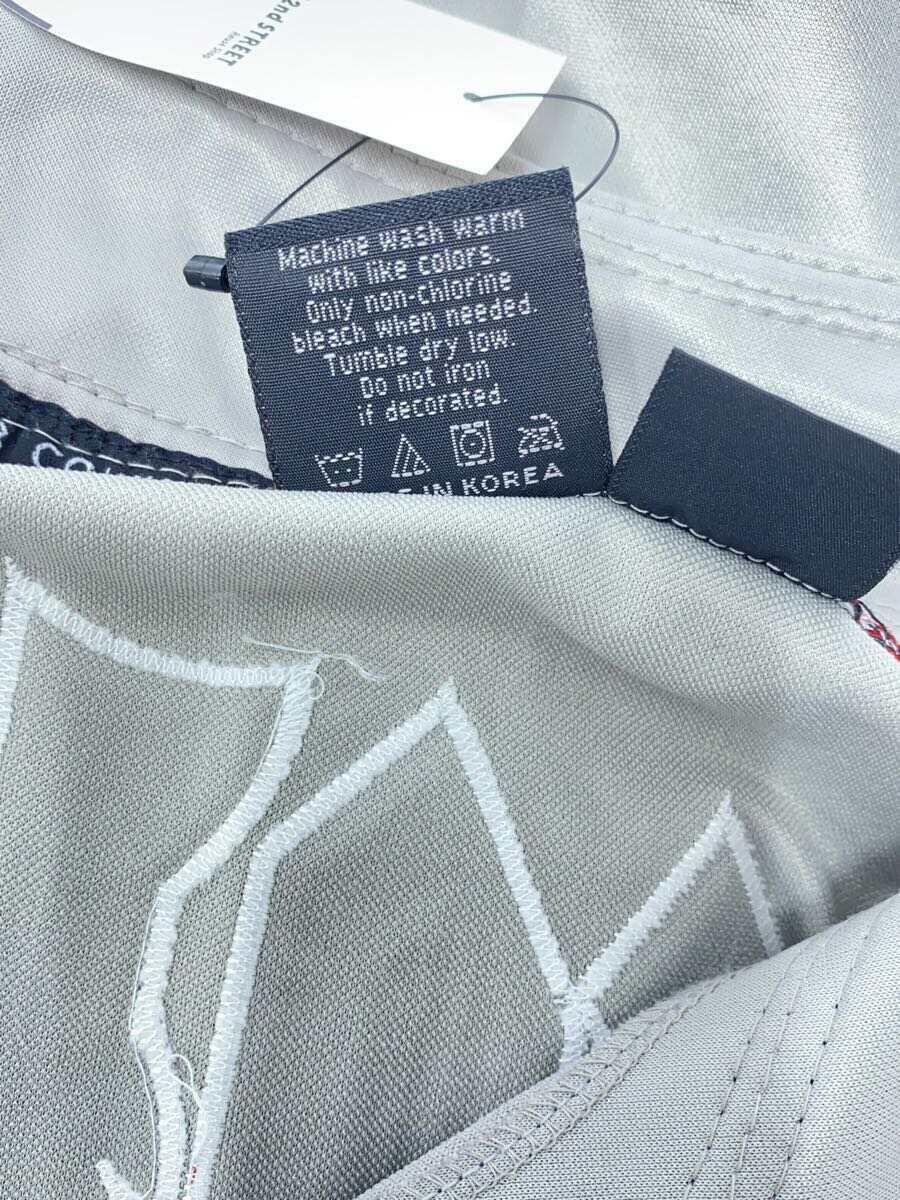 2nd STREET
Machine wash warm
with like colors.
Only non-chlorine
bleach when needed.
Tumble dry low.
Do not iron
if decorated.
IN KOREA